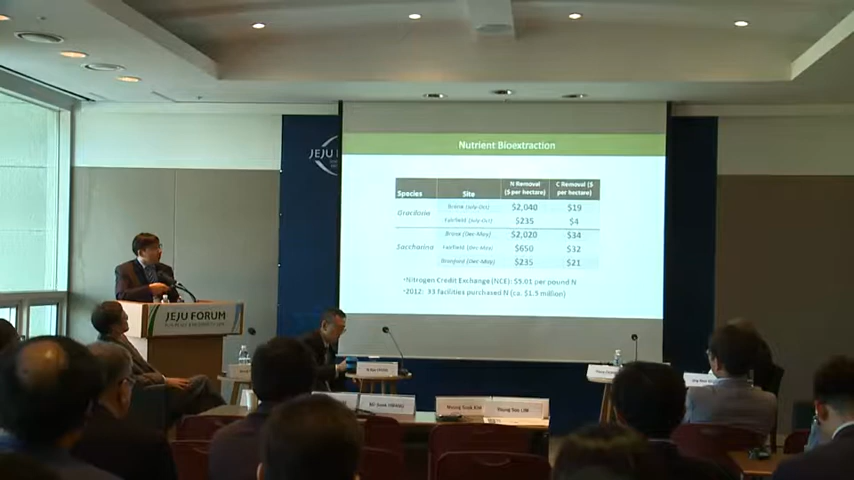 JEJU
Nutrient Bioextraction
Species Site N Removal ($ per hectare) C Removal ($ per hectare)
Gracilaria Bronx (July-Oct) $2,040 $19
Fairfield (July-Oct) $235 $4
Saccharina Bronx (Dec-May) $2,020 $34
Fairfield (Dec-May) $650 $32
Branford (Dec-May) $235 $21
•Nitrogen Credit Exchange (NCE): $5.01 per pound N
•2012: 33 facilities purchased N (ca. $1.5 million)
JEJU FORUM